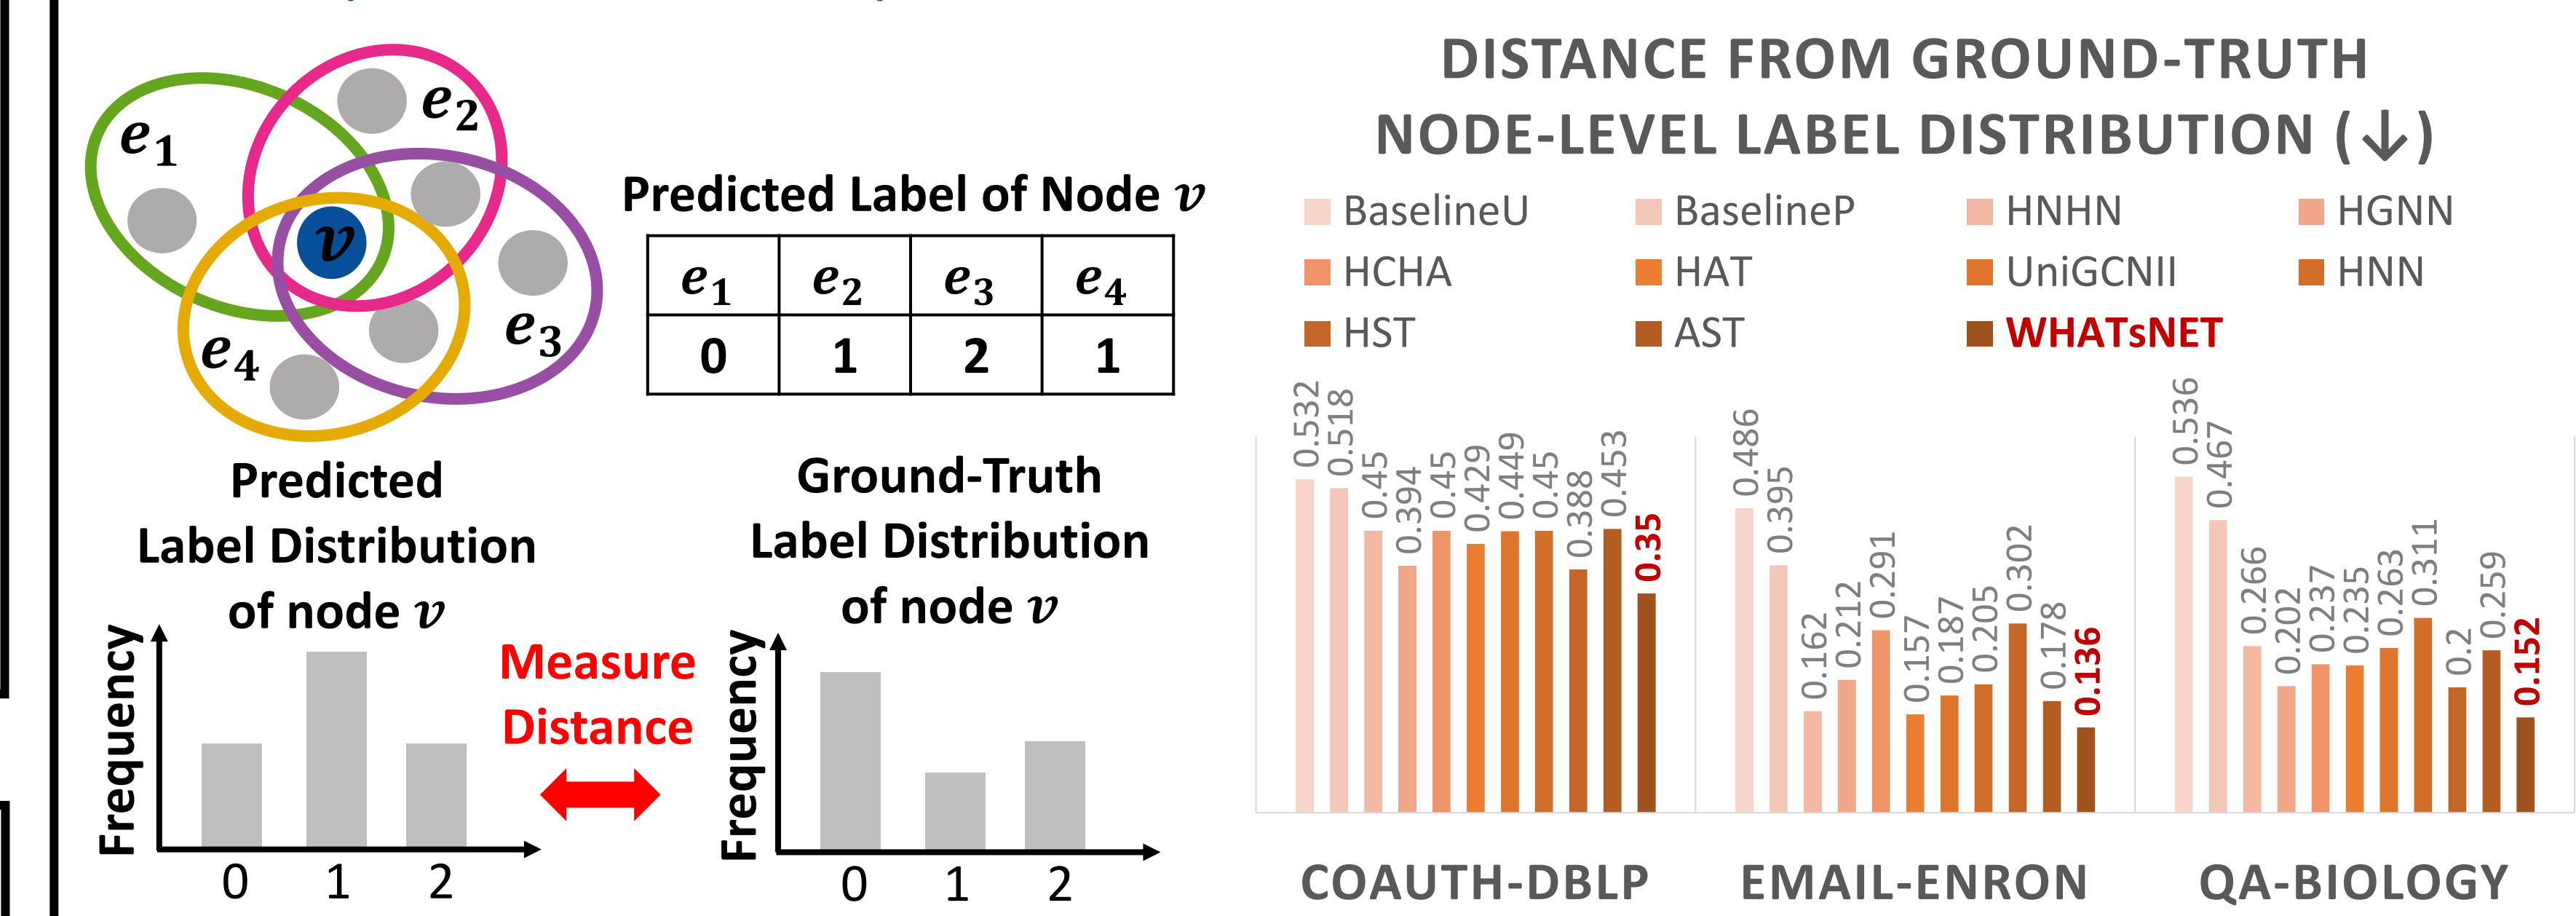 e1
e2
e3
e4
v
Predicted Label of Node v
e1 e2 e3 e4
0 1 2 1
Predicted
Label Distribution
of node v
Frequency
0 1 2
Measure
Distance
Ground-Truth
Label Distribution
of node v
Frequency
0 1 2
DISTANCE FROM GROUND-TRUTH
NODE-LEVEL LABEL DISTRIBUTION (↓)
BaselineU BaselineP HNHN HGNN
HCHA HAT UniGCNII HNN
HST AST WHATsNET
0.532 0.518 0.45 0.394 0.45 0.429 0.449 0.45 0.388 0.453 0.35
0.486 0.395 0.162 0.212 0.291 0.157 0.187 0.205 0.302 0.178 0.136
0.536 0.467 0.266 0.202 0.237 0.235 0.263 0.311 0.2 0.259 0.152
COAUTH-DBLP EMAIL-ENRON QA-BIOLOGY